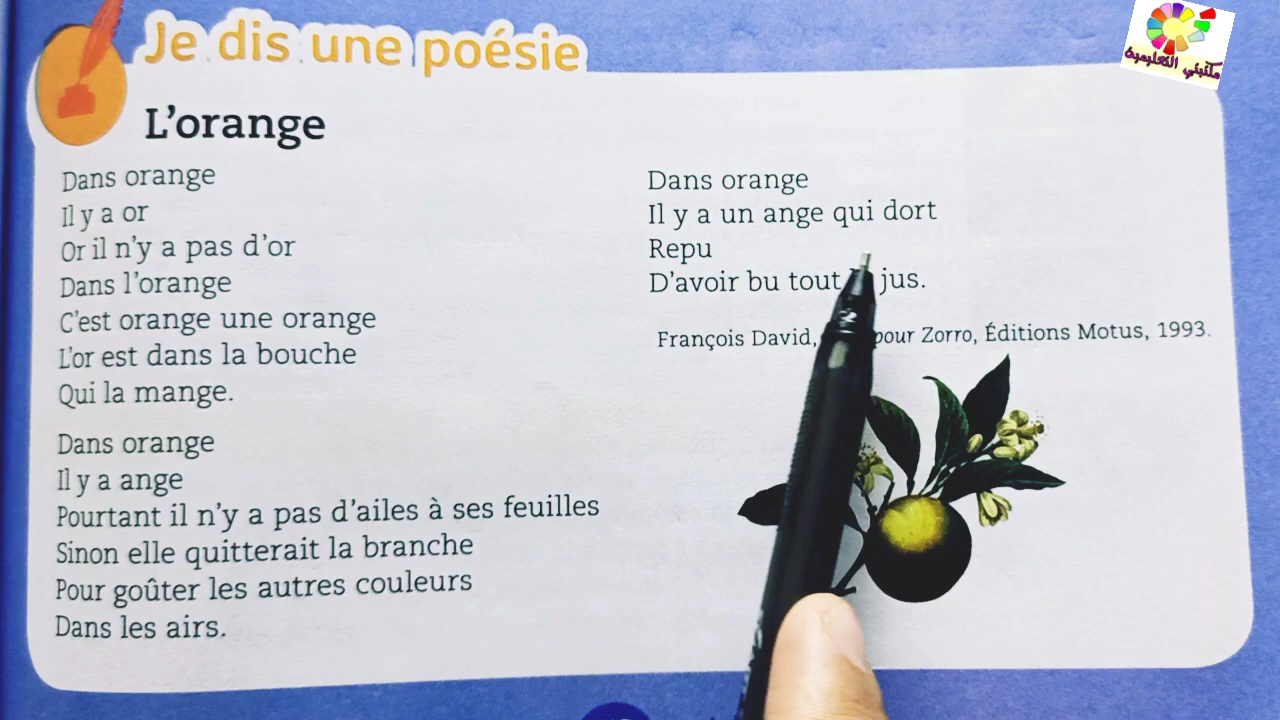 Je dis une poésie
L'orange
Dans orange
Il y a or
Or il n'y a pas d'or
Dans l'orange
C'est orange une orange
L'or est dans la bouche
Qui la mange.
Dans orange
Il y a ange
Pourtant il n'y a pas d'ailes à ses feuilles
Sinon elle quitterait la branche
Pour goûter les autres couleurs
Dans les airs.
Dans orange
Il y a un ange qui dort
Repu
D'avoir bu tout jus.
François David, pour Zorro, Éditions Motus, 1993.
مكتبتي التعليمية